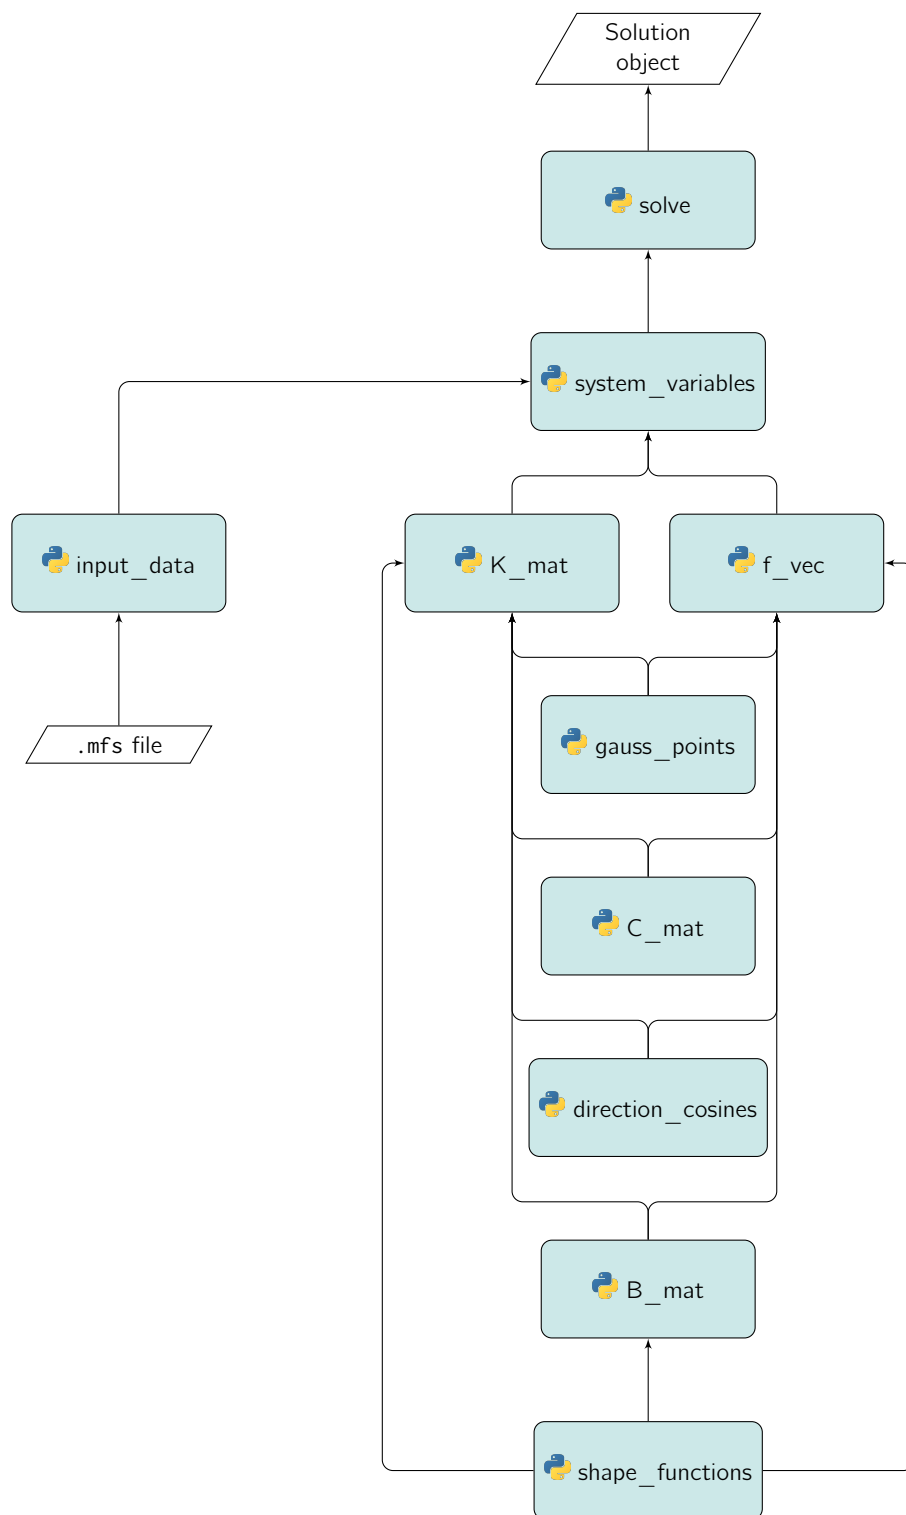 Solution
object
solve
system_variables
input_data
K_mat
f_vec
.mfs file
gauss_points
C_mat
direction_cosines
B_mat
shape_functions